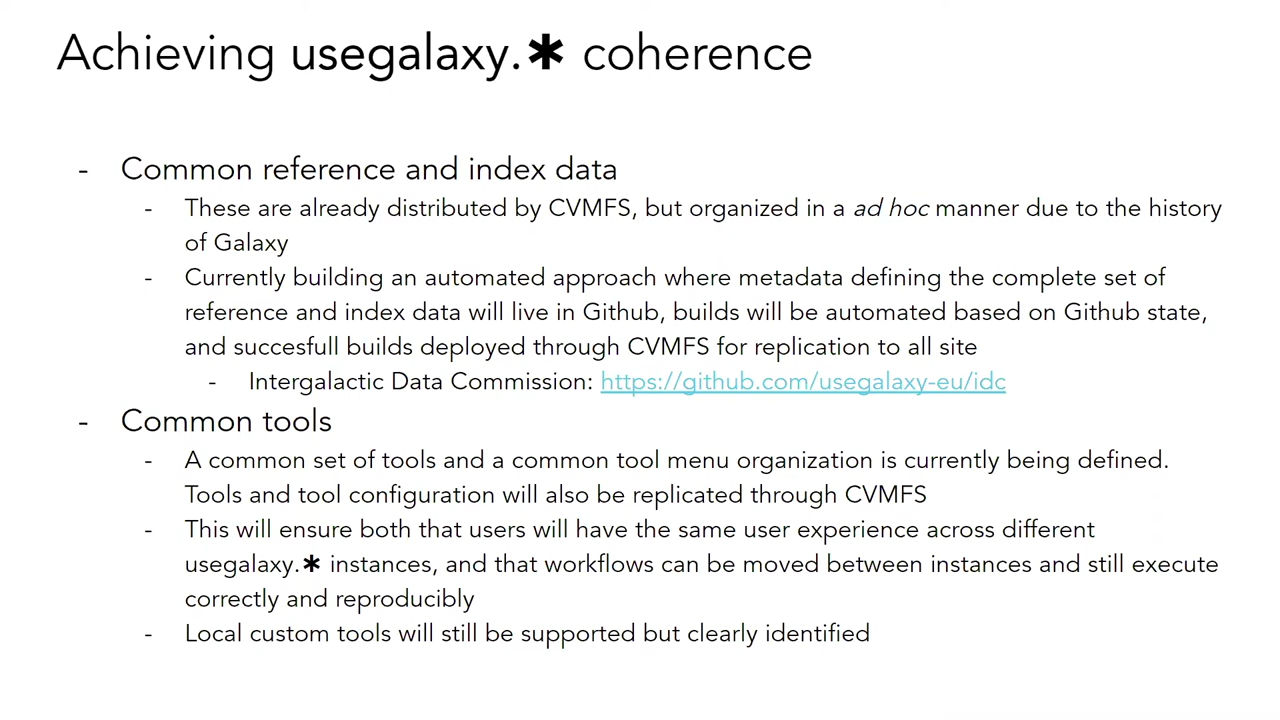 Achieving usegalaxy.✱ coherence
- Common reference and index data
- These are already distributed by CVMFS, but organized in a ad hoc manner due to the history
of Galaxy
- Currently building an automated approach where metadata defining the complete set of
reference and index data will live in Github, builds will be automated based on Github state,
and succesfull builds deployed through CVMFS for replication to all site
- Intergalactic Data Commission: https://github.com/usegalaxy-eu/idc
- Common tools
- A common set of tools and a common tool menu organization is currently being defined.
Tools and tool configuration will also be replicated through CVMFS
- This will ensure both that users will have the same user experience across different
usegalaxy.✱ instances, and that workflows can be moved between instances and still execute
correctly and reproducibly
- Local custom tools will still be supported but clearly identified